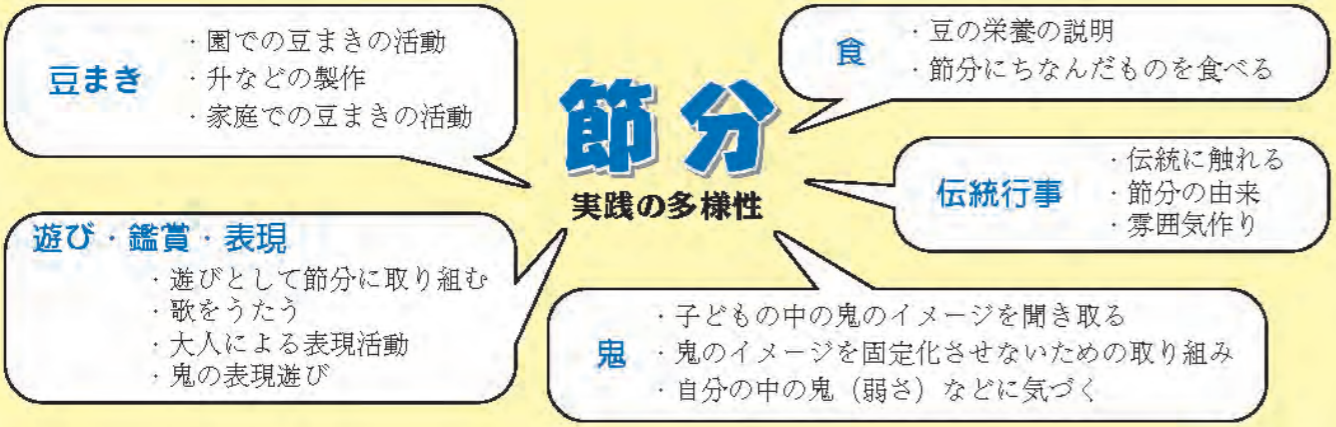 節分
実践の多様性
豆まき
・園での豆まきの活動
・升などの製作
・家庭での豆まきの活動
食
・豆の栄養の説明
・節分にちなんだものを食べる
伝統行事
・伝統に触れる
・節分の由来
・雰囲気作り
遊び・鑑賞・表現
・遊びとして節分に取り組む
・歌をうたう
・大人による表現活動
・鬼の表現遊び
鬼
・子どもの中の鬼のイメージを聞き取る
・鬼のイメージを固定化させないための取り組み
・自分の中の鬼（弱さ）などに気づく